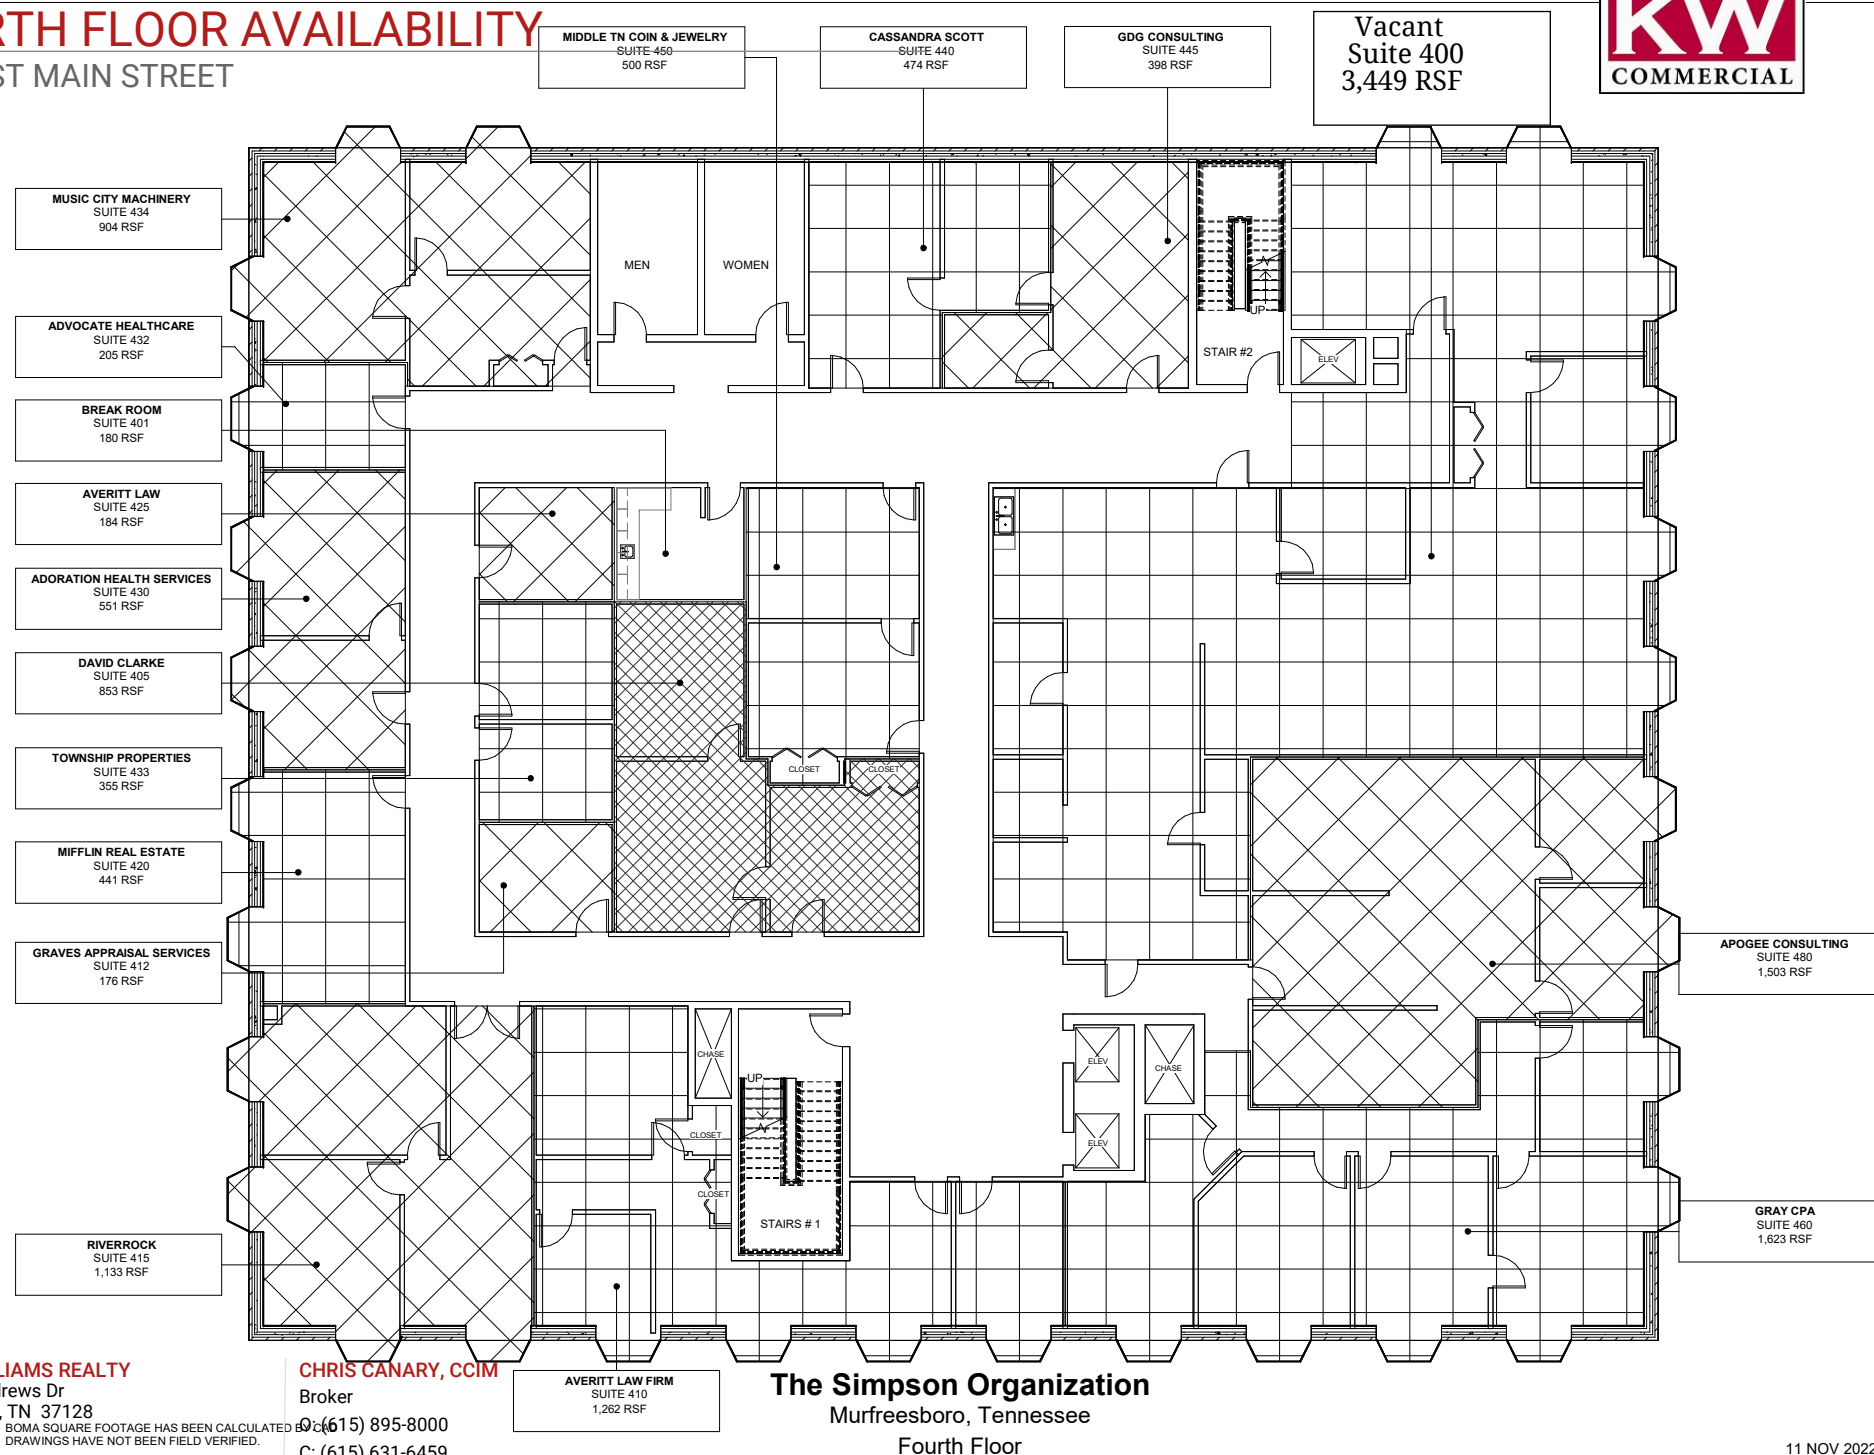 RTH FLOOR AVAILABILITY
ST MAIN STREET
MIDDLE TN COIN & JEWELRY
SUITE 450
500 RSF
CASSANDRA SCOTT
SUITE 440
474 RSF
GDG CONSULTING
SUITE 445
398 RSF
Vacant
Suite 400
3,449 RSF
KW
COMMERCIAL
MUSIC CITY MACHINERY
SUITE 434
904 RSF
ADVOCATE HEALTHCARE
SUITE 432
205 RSF
BREAK ROOM
SUITE 401
180 RSF
AVERITT LAW
SUITE 425
184 RSF
ADORATION HEALTH SERVICES
SUITE 430
551 RSF
DAVID CLARKE
SUITE 405
853 RSF
TOWNSHIP PROPERTIES
SUITE 433
355 RSF
MIFFLIN REAL ESTATE
SUITE 420
441 RSF
GRAVES APPRAISAL SERVICES
SUITE 412
176 RSF
RIVERROCK
SUITE 415
1,133 RSF
MEN
WOMEN
UP
STAIR #2
ELEV
CLOSET
CLOSET
CHASE
UP
CLOSET
CLOSET
STAIRS # 1
ELEV
CHASE
ELEV
APOGEE CONSULTING
SUITE 480
1,503 RSF
GRAY CPA
SUITE 460
1,623 RSF
AVERITT LAW FIRM
SUITE 410
1,262 RSF
LIAMS REALTY
drews Dr
, TN 37128
BOMA SQUARE FOOTAGE HAS BEEN CALCULATED BY CAD
DRAWINGS HAVE NOT BEEN FIELD VERIFIED.
CHRIS CANARY, CCIM
Broker
O: (615) 895-8000
C: (615) 631-6459
The Simpson Organization
Murfreesboro, Tennessee
Fourth Floor
11 NOV 2022